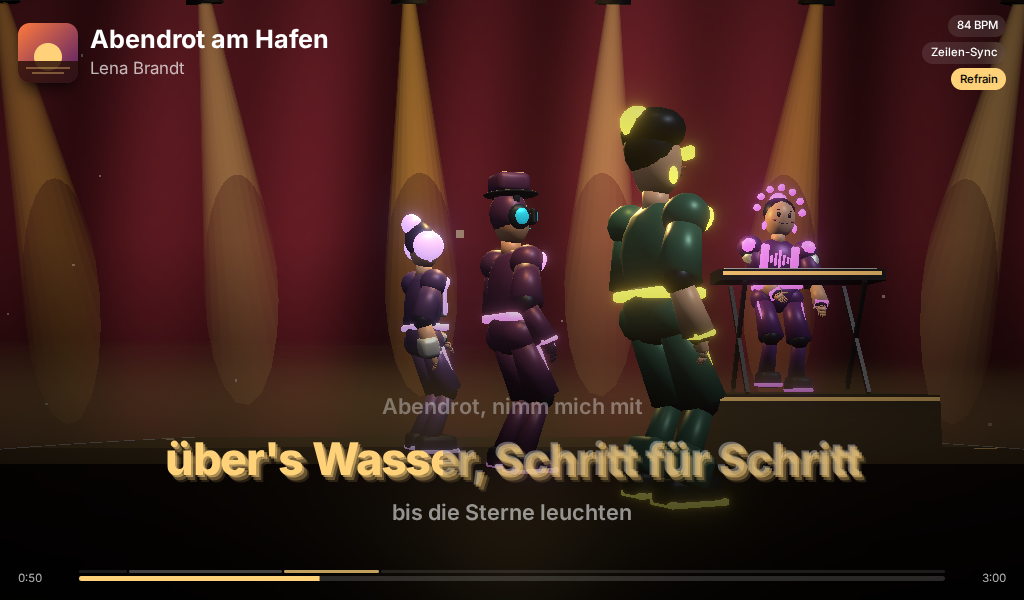 Abendrot am Hafen
Lena Brandt
84 BPM
Zeilen-Sync
Refrain
Abendrot, nimm mich mit
über's Wasser, Schritt für Schritt
bis die Sterne leuchten
0:50
3:00